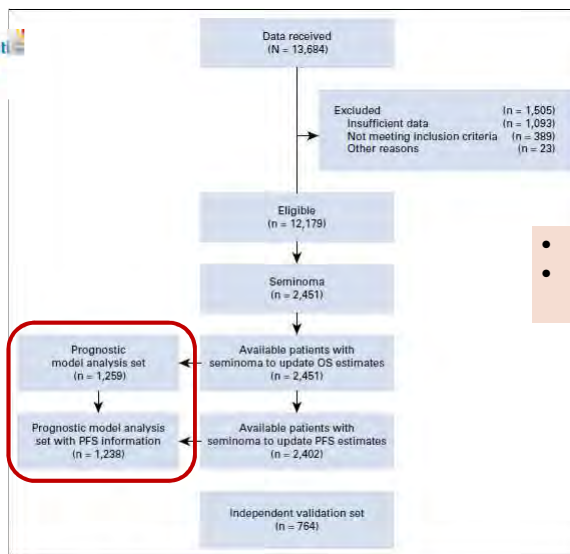 Data received
(N = 13,684)
Excluded (n = 1,505)
Insufficient data (n = 1,093)
Not meeting inclusion criteria (n = 389)
Other reasons (n = 23)
Eligible
(n = 12,179)
Seminoma
(n = 2,451)
Prognostic
model analysis set
(n = 1,259)
Available patients with
seminoma to update OS estimates
(n = 2,451)
Prognostic model analysis
set with PFS information
(n = 1,238)
Available patients with
seminoma to update PFS estimates
(n = 2,402)
Independent validation set
(n = 764)